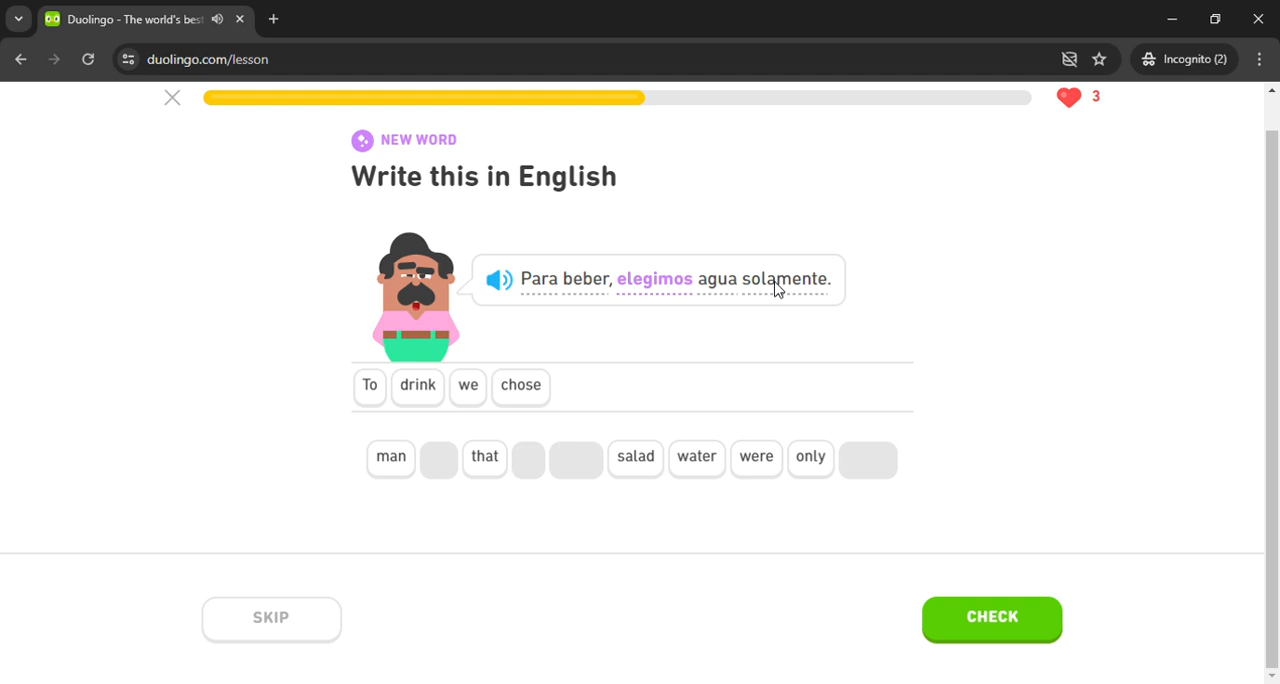 Duolingo - The world's bes
duolingo.com/lesson
Incognito (2)
3
NEW WORD
Write this in English
Para beber, elegimos agua solamente.
To drink we chose
man that salad water were only
SKIP
CHECK